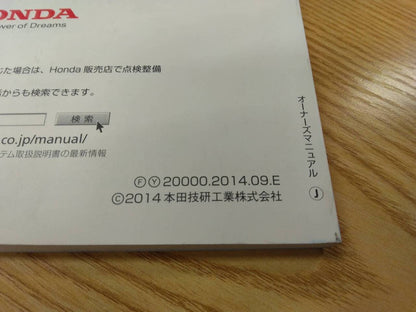 HONDA
Power of Dreams
じた場合は、Honda 販売店で点検整備
からも検索できます。
検 索
co.jp/manual/
テム取扱説明書の最新情報
オーナーズマニュアル Ⓙ
ⒻⓎ20000.2014.09.E
©2014 本田技研工業株式会社